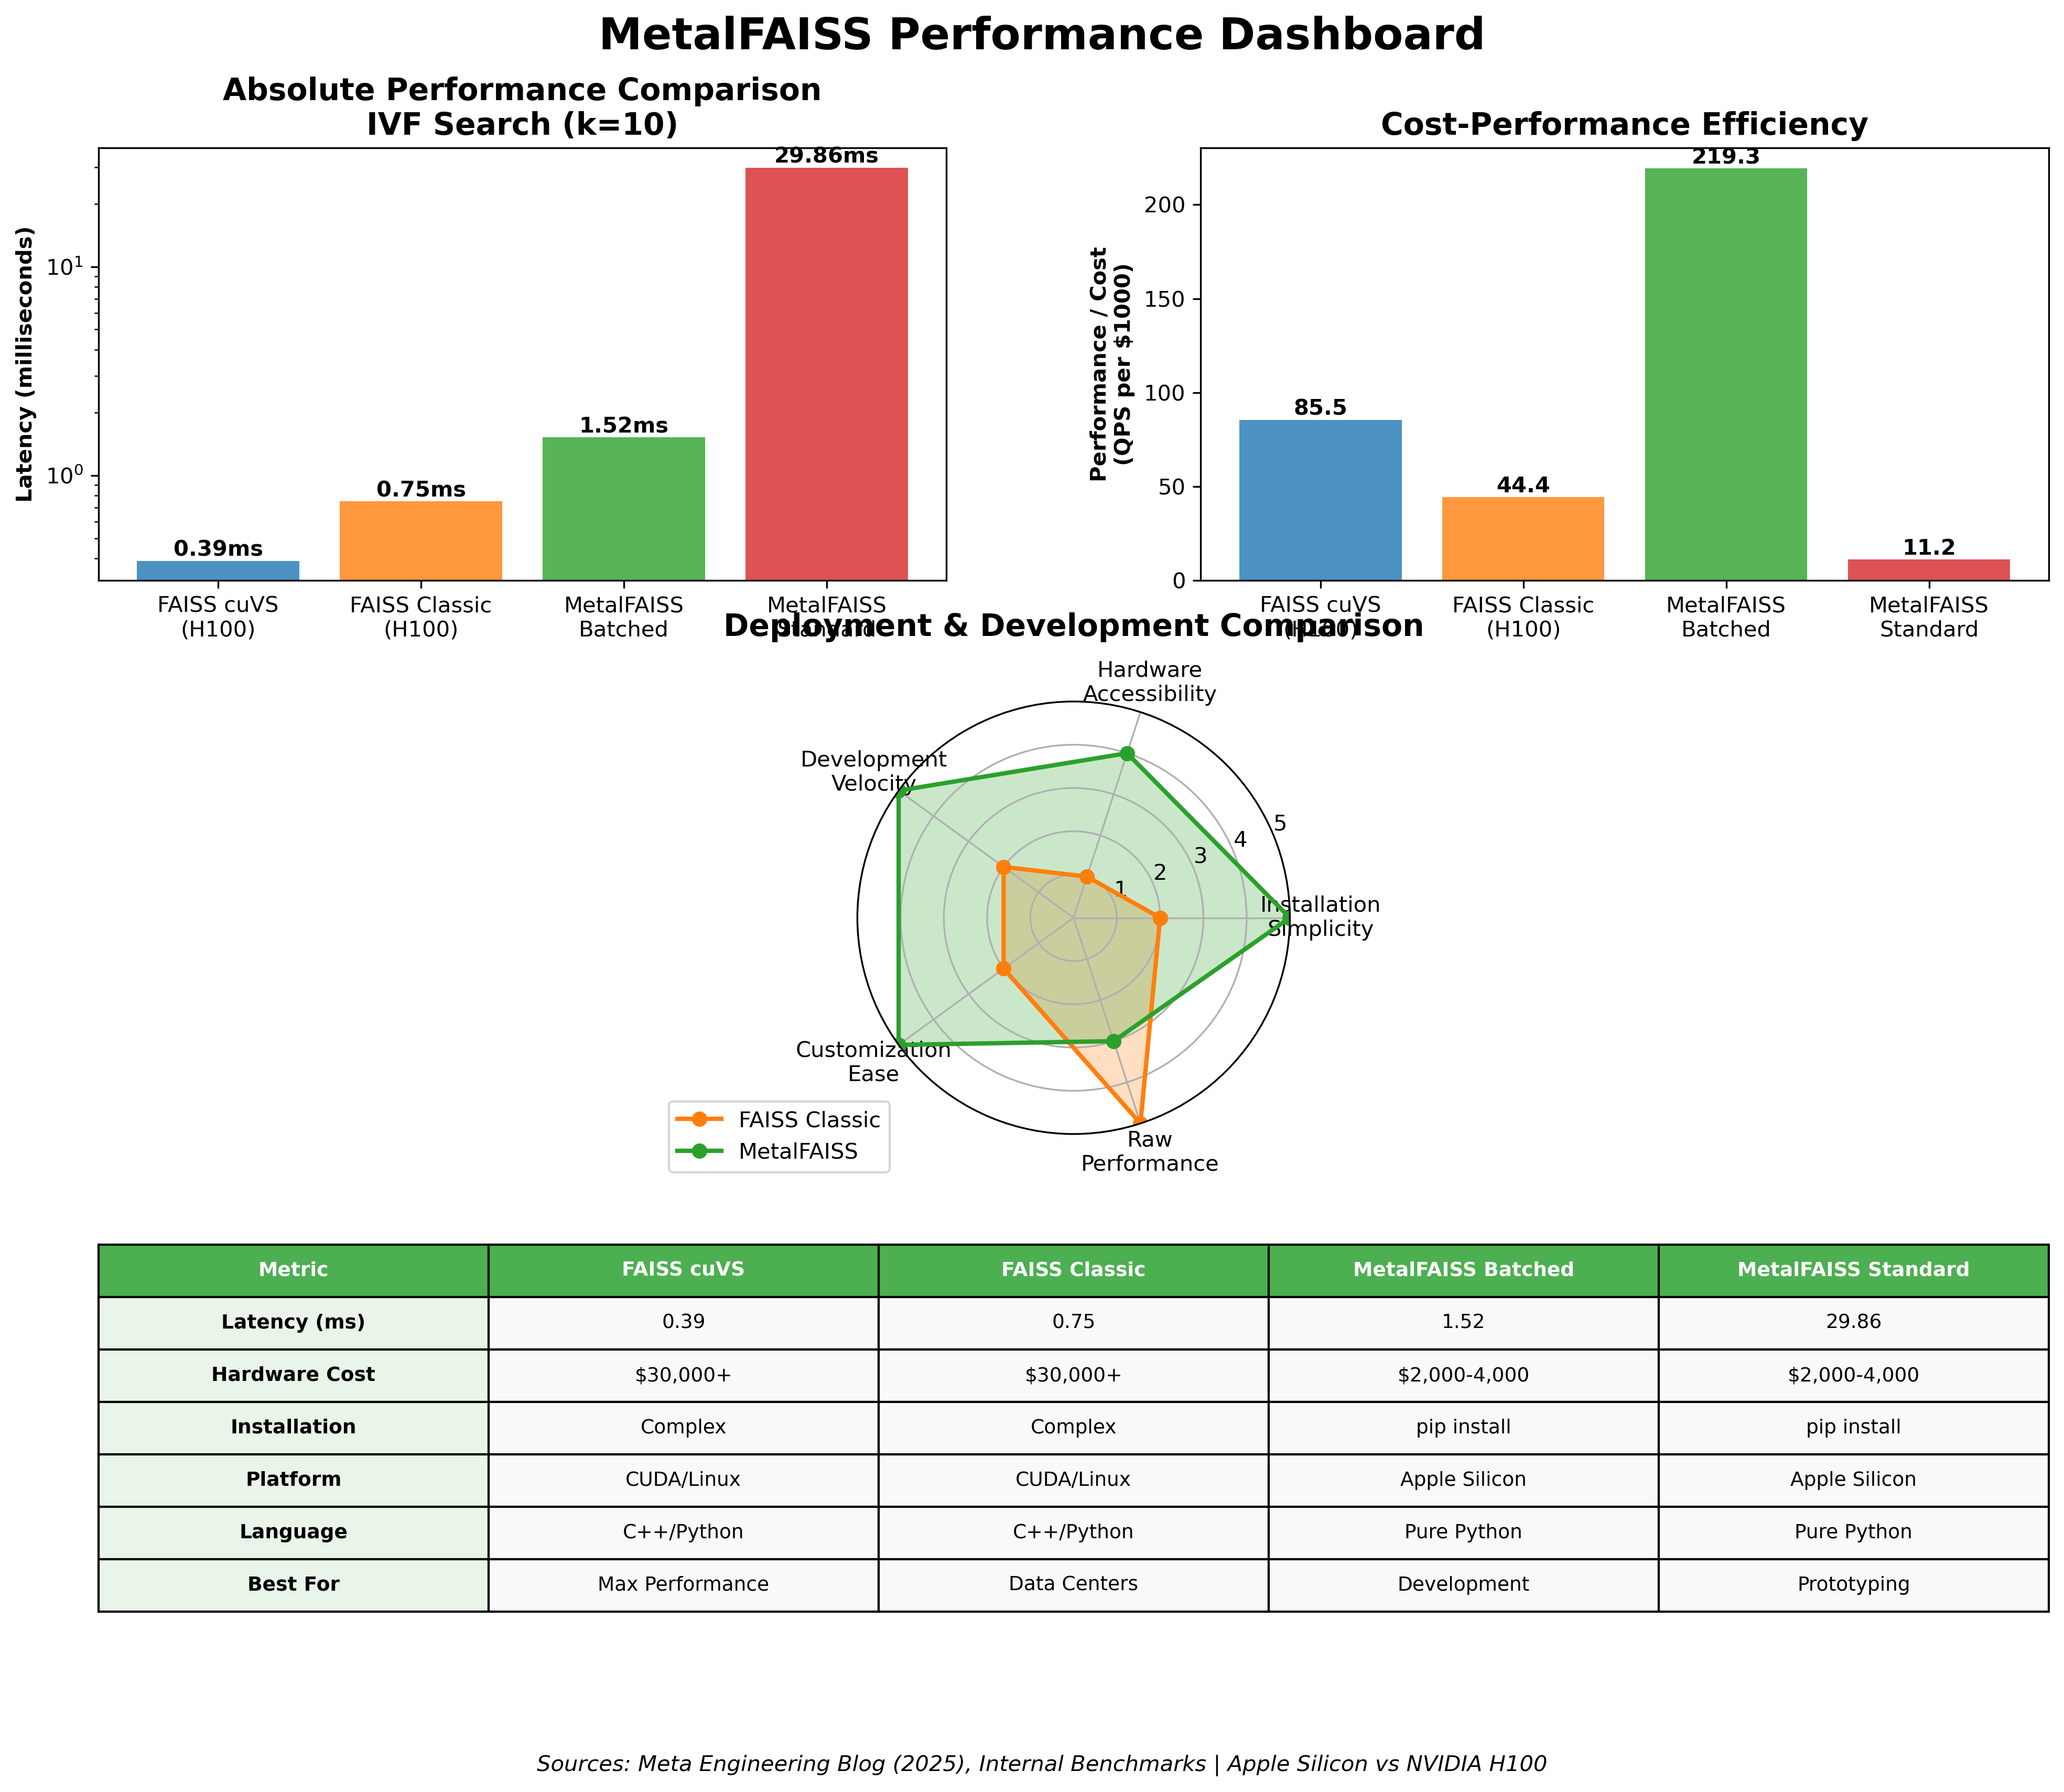 MetalFAISS Performance Dashboard
Absolute Performance Comparison
IVF Search (k=10)
Latency (milliseconds)
10¹
10⁰
0.39ms
0.75ms
1.52ms
29.86ms
FAISS cuVS
(H100)
FAISS Classic
(H100)
MetalFAISS
Batched
MetalFAISS
Standard
Cost-Performance Efficiency
Performance / Cost
(QPS per $1000)
200
150
100
50
0
85.5
44.4
219.3
11.2
FAISS cuVS
(H100)
FAISS Classic
(H100)
MetalFAISS
Batched
MetalFAISS
Standard
Deployment & Development Comparison
Hardware
Accessibility
Development
Velocity
Installation
Simplicity
Customization
Ease
Raw
Performance
1
2
3
4
5
FAISS Classic
MetalFAISS
Metric FAISS cuVS FAISS Classic MetalFAISS Batched MetalFAISS Standard
Latency (ms) 0.39 0.75 1.52 29.86
Hardware Cost $30,000+ $30,000+ $2,000-4,000 $2,000-4,000
Installation Complex Complex pip install pip install
Platform CUDA/Linux CUDA/Linux Apple Silicon Apple Silicon
Language C++/Python C++/Python Pure Python Pure Python
Best For Max Performance Data Centers Development Prototyping
Sources: Meta Engineering Blog (2025), Internal Benchmarks | Apple Silicon vs NVIDIA H100